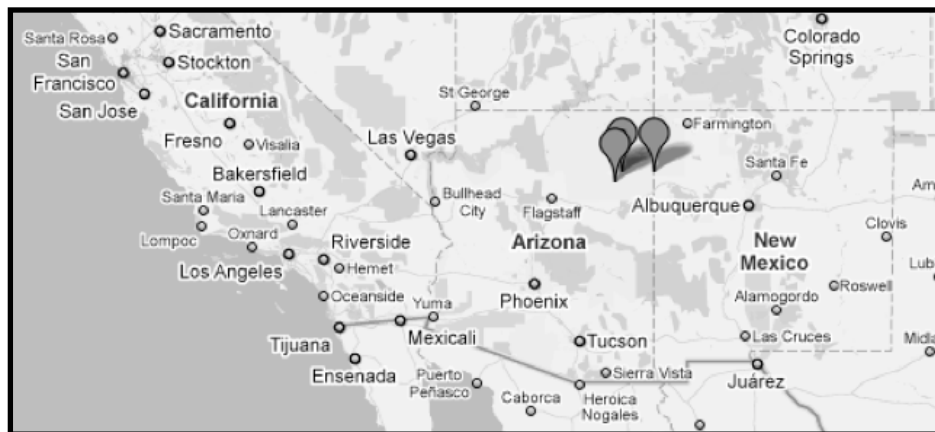 Santa Rosa
Sacramento
Colorado
Springs
San
Francisco
Stockton
San Jose
California
St George
Fresno
Visalia
Las Vegas
Farmington
Bakersfield
Santa Fe
Santa Maria
Lancaster
Bullhead
City
Flagstaff
Albuquerque
Am
Lompoc
Oxnard
Riverside
Arizona
New
Mexico
Clovis
Los Angeles
Hemet
Lub
Oceanside
Yuma
Phoenix
Alamogordo
Roswell
Tijuana
Mexicali
Tucson
Las Cruces
Midla
Ensenada
Puerto
Peñasco
Sierra Vista
Juárez
Caborca
Heroica
Nogales